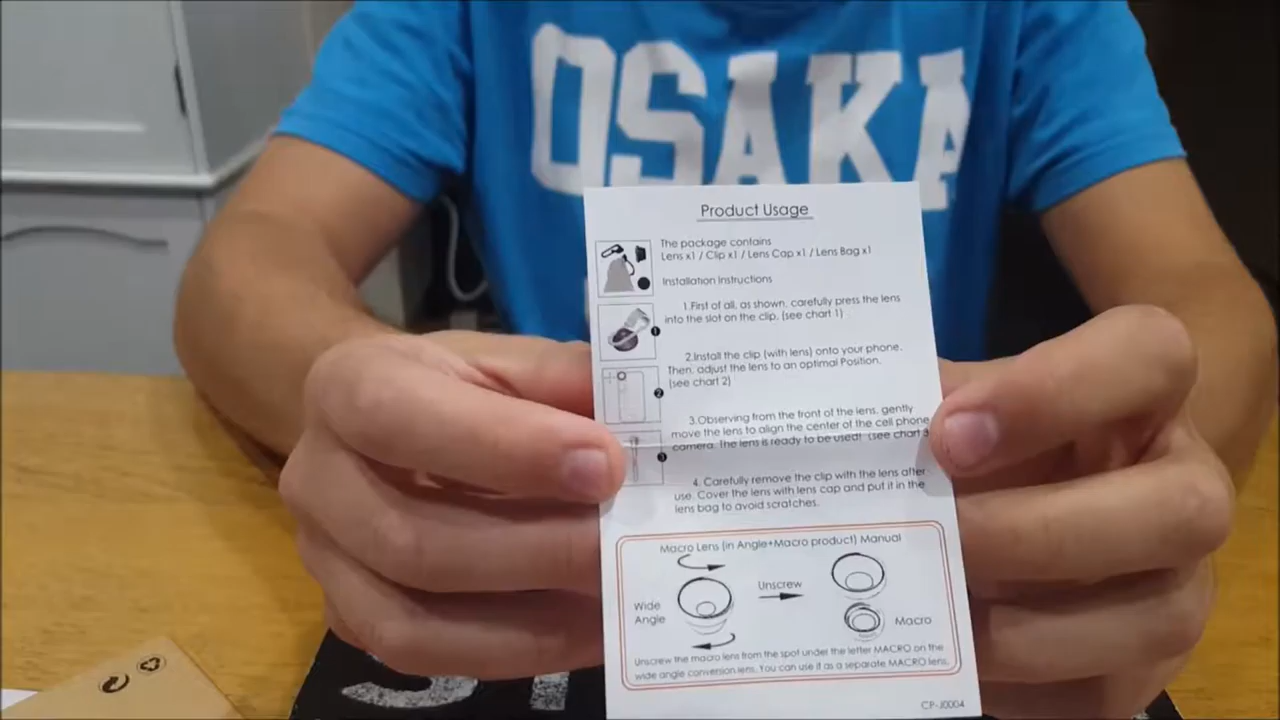 OSAKA
Product Usage
The package contains
Lens x1 / Clip x1 / Lens Cap x1 / Lens Bag x1
Installation Instructions
1.First of all, as shown, carefully press the lens
into the slot on the clip. (see chart 1)
2.Install the clip (with lens) onto your phone.
Then, adjust the lens to an optimal Position.
(see chart 2)
3.Observing from the front of the lens, gently
move the lens to align the center of the cell phone
camera. The lens is ready to be used! (see chart 3
4. Carefully remove the clip with the lens after
use. Cover the lens with lens cap and put it in the
lens bag to avoid scratches.
1
2
3
Macro Lens (in Angle+Macro product) Manual
Wide
Angle
Unscrew
Macro
Unscrew the macro lens from the spot under the letter MACRO on the
wide angle conversion lens. You can use it as a separate MACRO lens.
CP-J0004